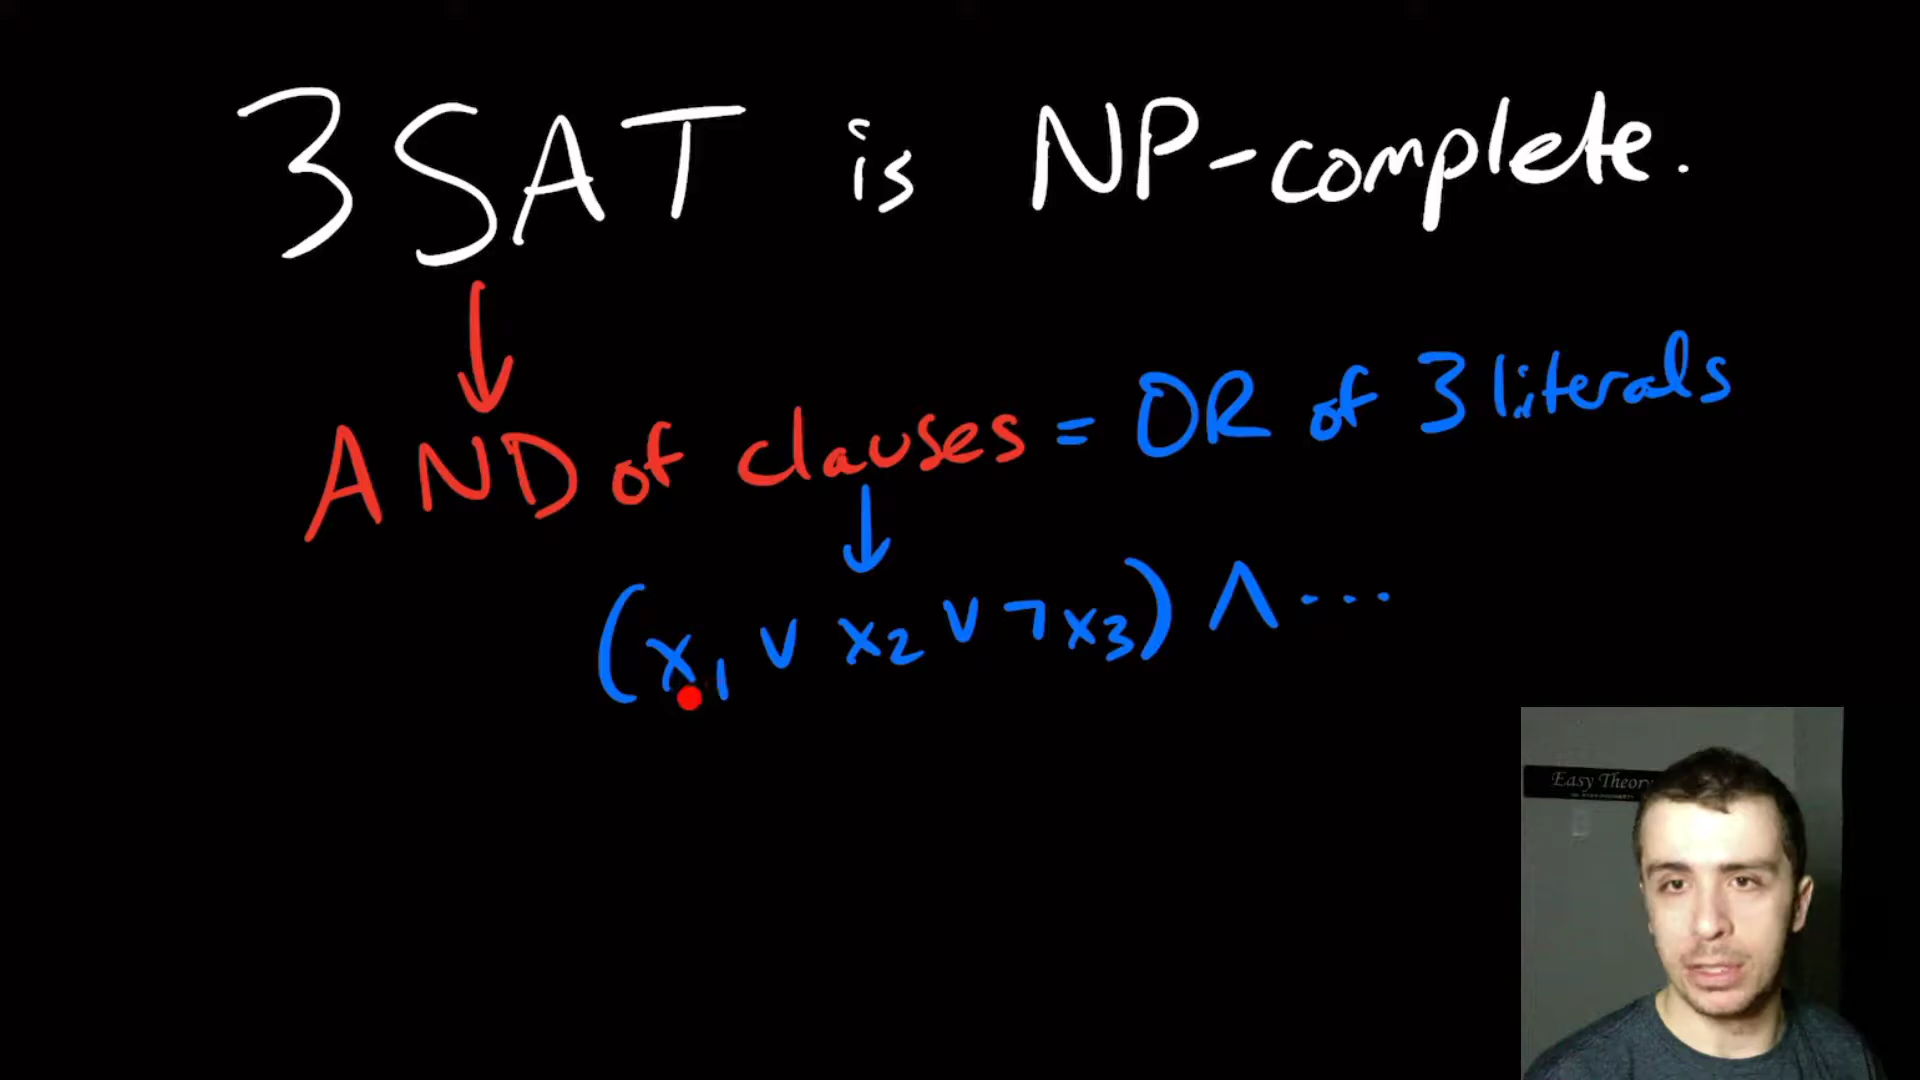 3SAT is NP-complete.
AND of clauses = OR of 3 literals
(x₁ ∨ x₂ ∨ ¬x₃) ∧ ...
Easy Theory